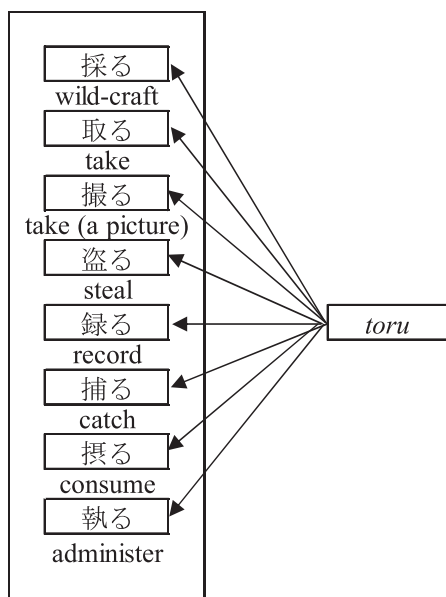 採る
wild-craft
取る
take
撮る
take (a picture)
盗る
steal
録る
record
捕る
catch
摂る
consume
執る
administer
toru